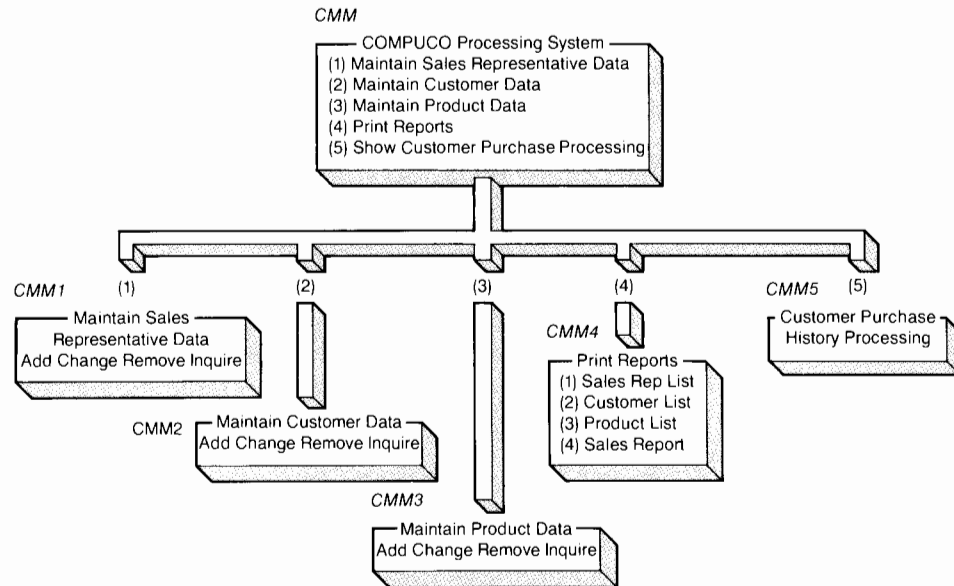 CMM
COMPUCO Processing System
(1) Maintain Sales Representative Data
(2) Maintain Customer Data
(3) Maintain Product Data
(4) Print Reports
(5) Show Customer Purchase Processing
CMM1
(1)
(2)
(3)
(4)
CMM5
(5)
Maintain Sales
Representative Data
Add Change Remove Inquire
CMM4
Customer Purchase
History Processing
Print Reports
(1) Sales Rep List
(2) Customer List
(3) Product List
(4) Sales Report
CMM2
Maintain Customer Data
Add Change Remove Inquire
CMM3
Maintain Product Data
Add Change Remove Inquire